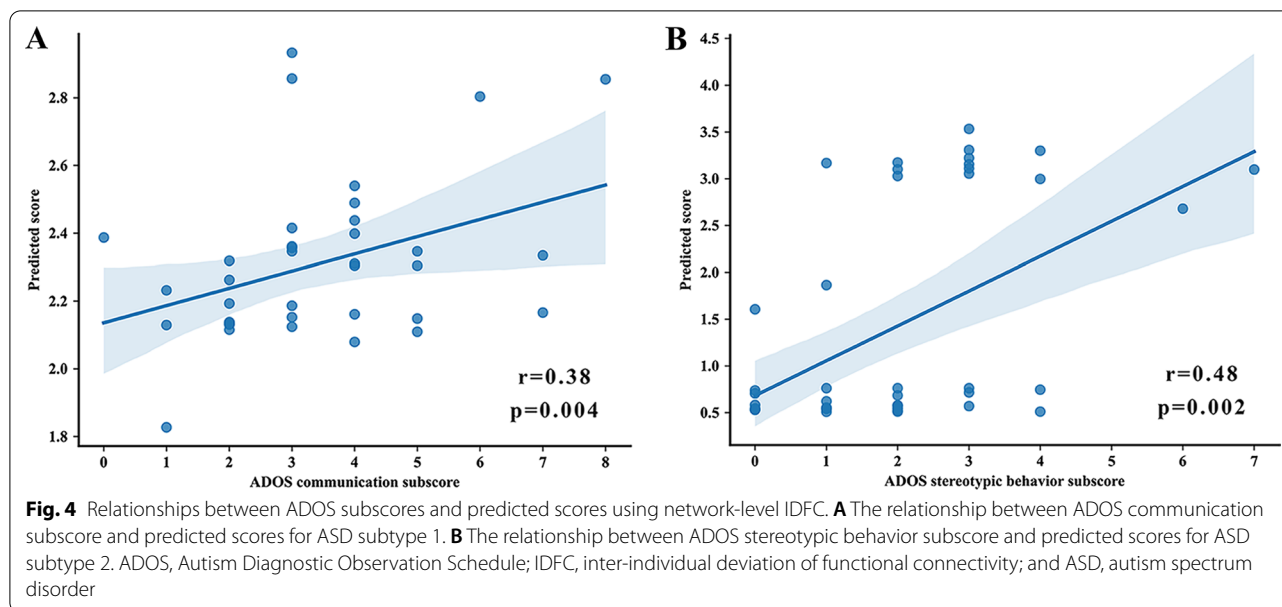 A
Predicted score
2.8
2.6
2.4
2.2
2.0
1.8
0 1 2 3 4 5 6 7 8
ADOS communication subscore
r=0.38
p=0.004
B
Predicted score
4.5
4.0
3.5
3.0
2.5
2.0
1.5
1.0
0.5
0 1 2 3 4 5 6 7
ADOS stereotypic behavior subscore
r=0.48
p=0.002
Fig. 4 Relationships between ADOS subscores and predicted scores using network-level IDFC. A The relationship between ADOS communication
subscore and predicted scores for ASD subtype 1. B The relationship between ADOS stereotypic behavior subscore and predicted scores for ASD
subtype 2. ADOS, Autism Diagnostic Observation Schedule; IDFC, inter-individual deviation of functional connectivity; and ASD, autism spectrum
disorder